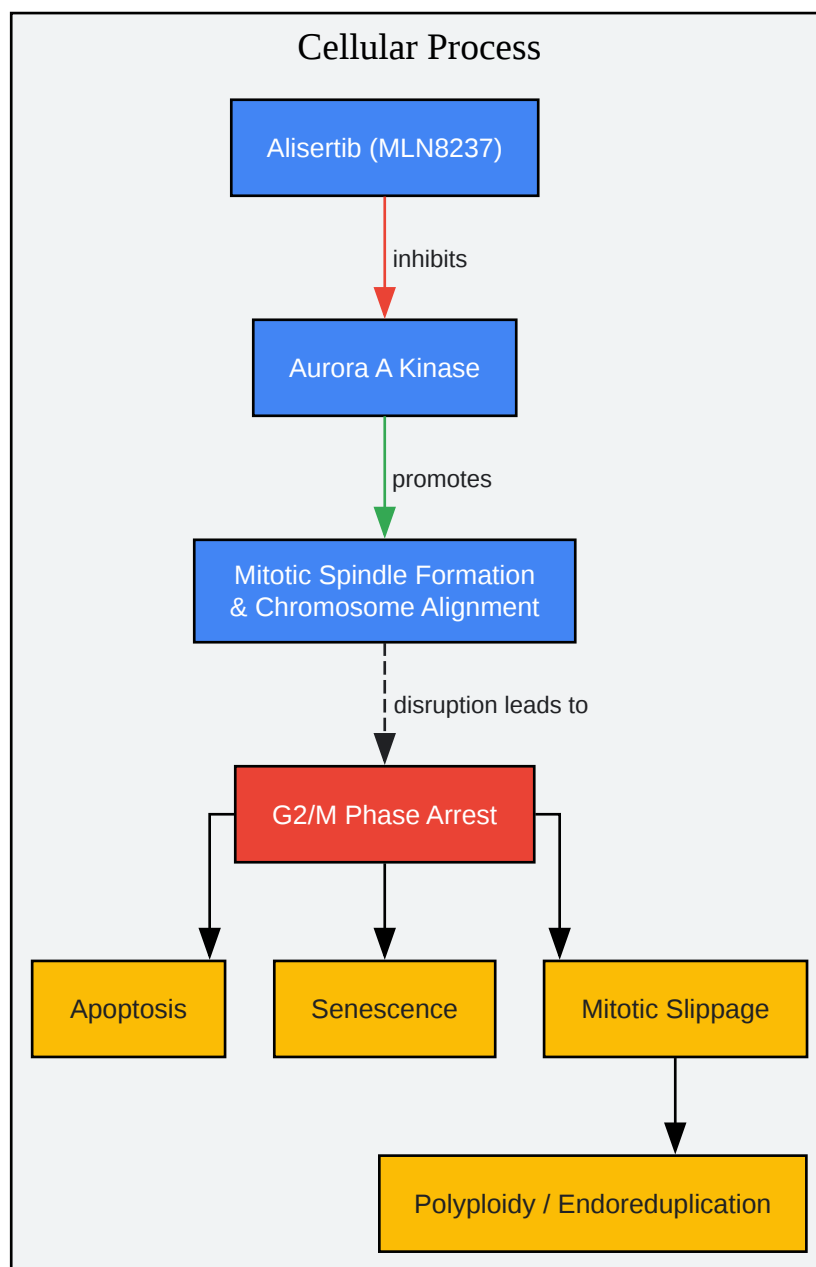 Cellular Process
Alisertib (MLN8237)
inhibits
Aurora A Kinase
promotes
Mitotic Spindle Formation
& Chromosome Alignment
disruption leads to
G2/M Phase Arrest
Apoptosis
Senescence
Mitotic Slippage
Polyploidy / Endoreduplication